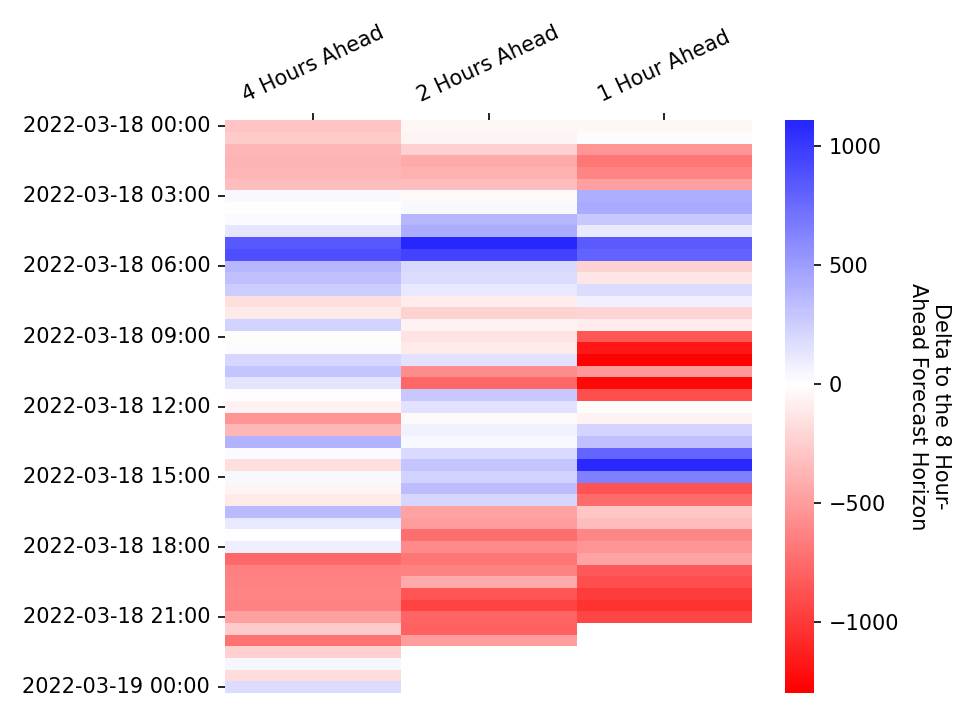 4 Hours Ahead
2 Hours Ahead
1 Hour Ahead
2022-03-18 00:00
2022-03-18 03:00
2022-03-18 06:00
2022-03-18 09:00
2022-03-18 12:00
2022-03-18 15:00
2022-03-18 18:00
2022-03-18 21:00
2022-03-19 00:00
1000
500
0
−500
−1000
Delta to the 8 Hour-
Ahead Forecast Horizon